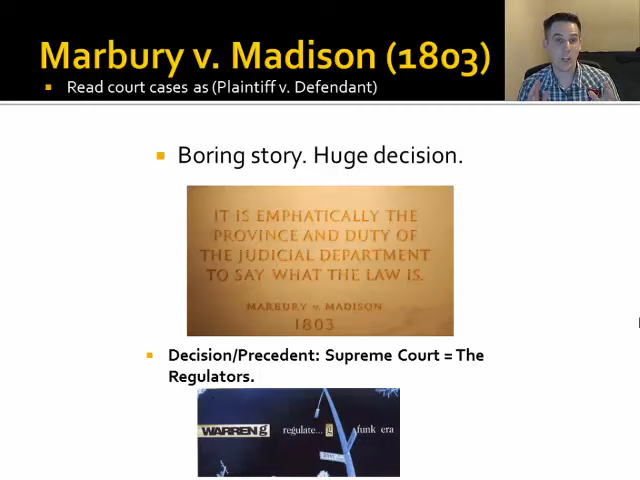 Marbury v. Madison (1803)
Read court cases as (Plaintiff v. Defendant)
Boring story. Huge decision.
IT IS EMPHATICALLY THE
PROVINCE AND DUTY OF
THE JUDICIAL DEPARTMENT
TO SAY WHAT THE LAW IS.
MARBURY v. MADISON
1803
Decision/Precedent: Supreme Court = The
Regulators.
WARREN g regulate... g funk era